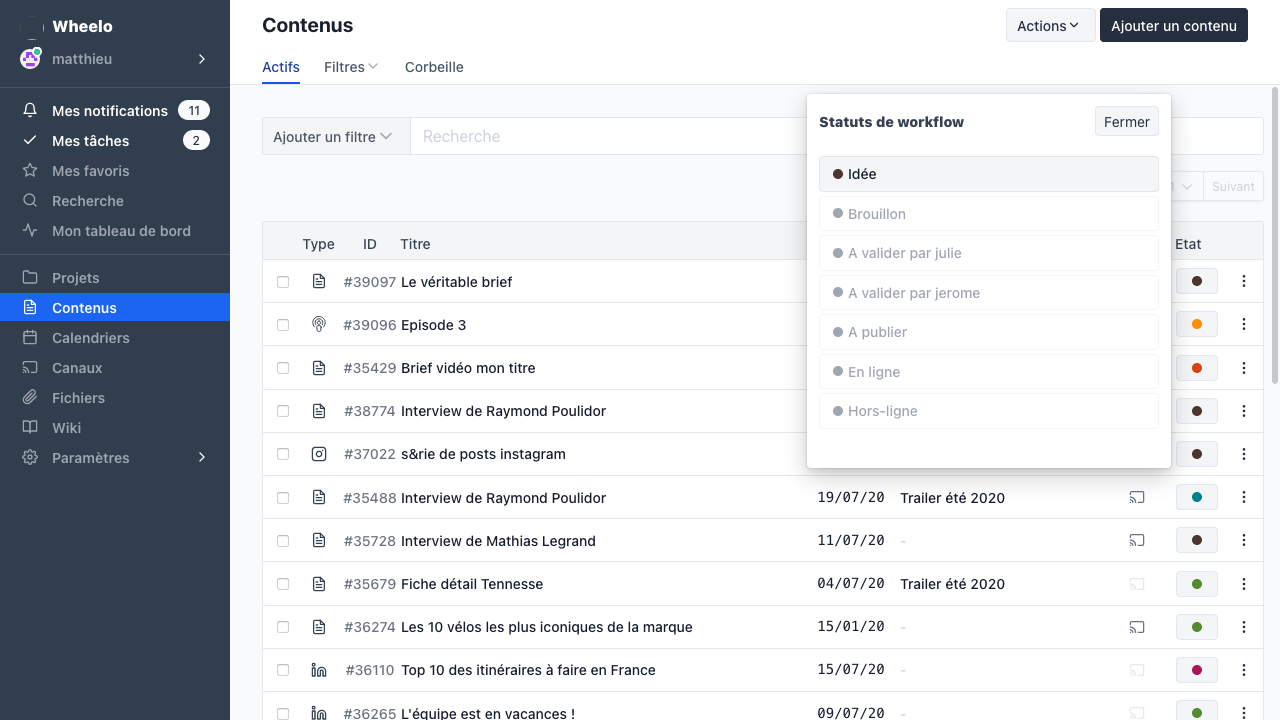 Wheelo
matthieu
Mes notifications 11
Mes tâches 2
Mes favoris
Recherche
Mon tableau de bord
Projets
Contenus
Calendriers
Canaux
Fichiers
Wiki
Paramètres
Contenus
Actions
Ajouter un contenu
Actifs Filtres Corbeille
Ajouter un filtre Recherche
Suivant
Statuts de workflow Fermer
Idée
Brouillon
A valider par julie
A valider par jerome
A publier
En ligne
Hors-ligne
Type ID Titre Etat
#39097 Le véritable brief
#39096 Episode 3
#35429 Brief vidéo mon titre
#38774 Interview de Raymond Poulidor
#37022 s&rie de posts instagram
#35488 Interview de Raymond Poulidor 19/07/20 Trailer été 2020
#35728 Interview de Mathias Legrand 11/07/20 -
#35679 Fiche détail Tennesse 04/07/20 Trailer été 2020
#36274 Les 10 vélos les plus iconiques de la marque 15/01/20 -
#36110 Top 10 des itinéraires à faire en France 15/07/20 -
#36265 L'équipe est en vacances ! 09/07/20 -